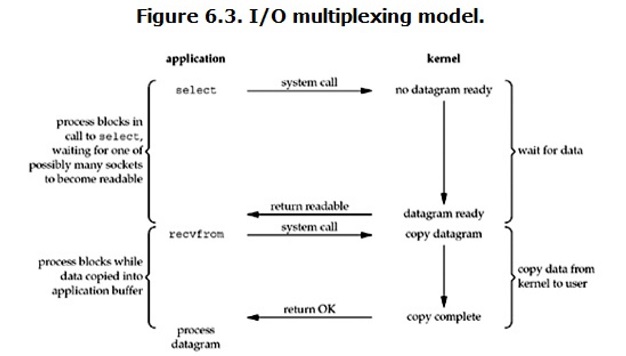 Figure 6.3. I/O multiplexing model.
application
kernel
select
system call
no datagram ready
process blocks in
call to select,
waiting for one of
possibly many sockets
to become readable
wait for data
return readable
datagram ready
recvfrom
system call
copy datagram
process blocks while
data copied into
application buffer
copy data from
kernel to user
return OK
copy complete
process
datagram